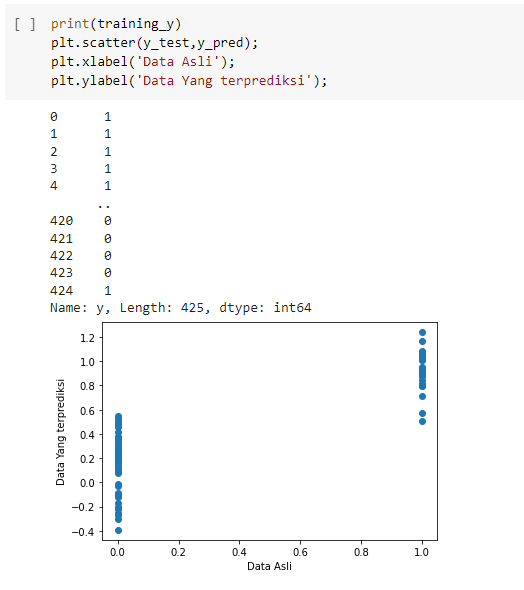 [ ] print(training_y)
plt.scatter(y_test,y_pred);
plt.xlabel('Data Asli');
plt.ylabel('Data Yang terprediksi');
0 1
1 1
2 1
3 1
4 1
..
420 0
421 0
422 0
423 0
424 1
Name: y, Length: 425, dtype: int64
Data Yang terprediksi
1.2
1.0
0.8
0.6
0.4
0.2
0.0
−0.2
−0.4
0.0 0.2 0.4 0.6 0.8 1.0
Data Asli